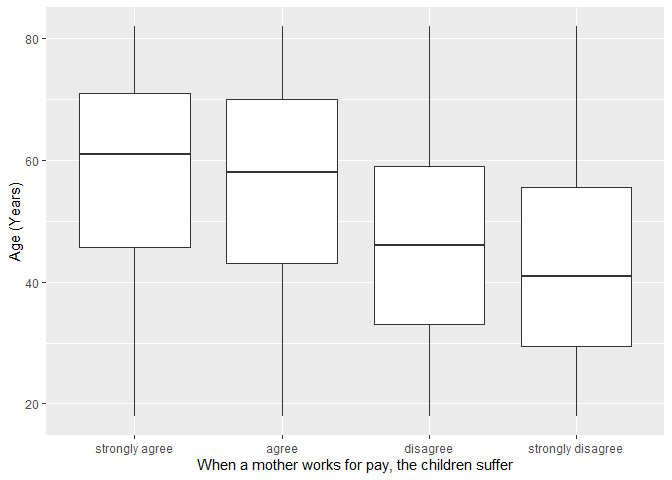 80
60
40
20
Age (Years)
strongly agree agree disagree strongly disagree
When a mother works for pay, the children suffer